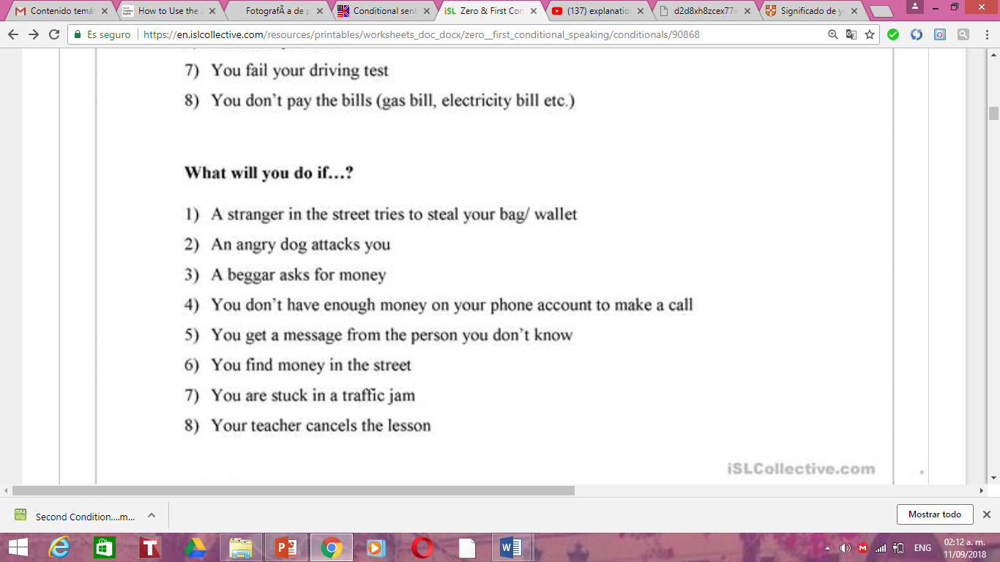 Contenido temá
How to Use the
FotografÃ­a de p
Conditional sent
iSL Zero & First Con
(137) explanatio
d2d8xh8zcex77
Significado de y
Es seguro https://en.islcollective.com/resources/printables/worksheets_doc_docx/zero__first_conditional_speaking/conditionals/90868
7) You fail your driving test
8) You don't pay the bills (gas bill, electricity bill etc.)
What will you do if...?
1) A stranger in the street tries to steal your bag/ wallet
2) An angry dog attacks you
3) A beggar asks for money
4) You don't have enough money on your phone account to make a call
5) You get a message from the person you don't know
6) You find money in the street
7) You are stuck in a traffic jam
8) Your teacher cancels the lesson
iSLCollective.com
Second Condition....m...
Mostrar todo
ENG
02:12 a. m.
11/09/2018